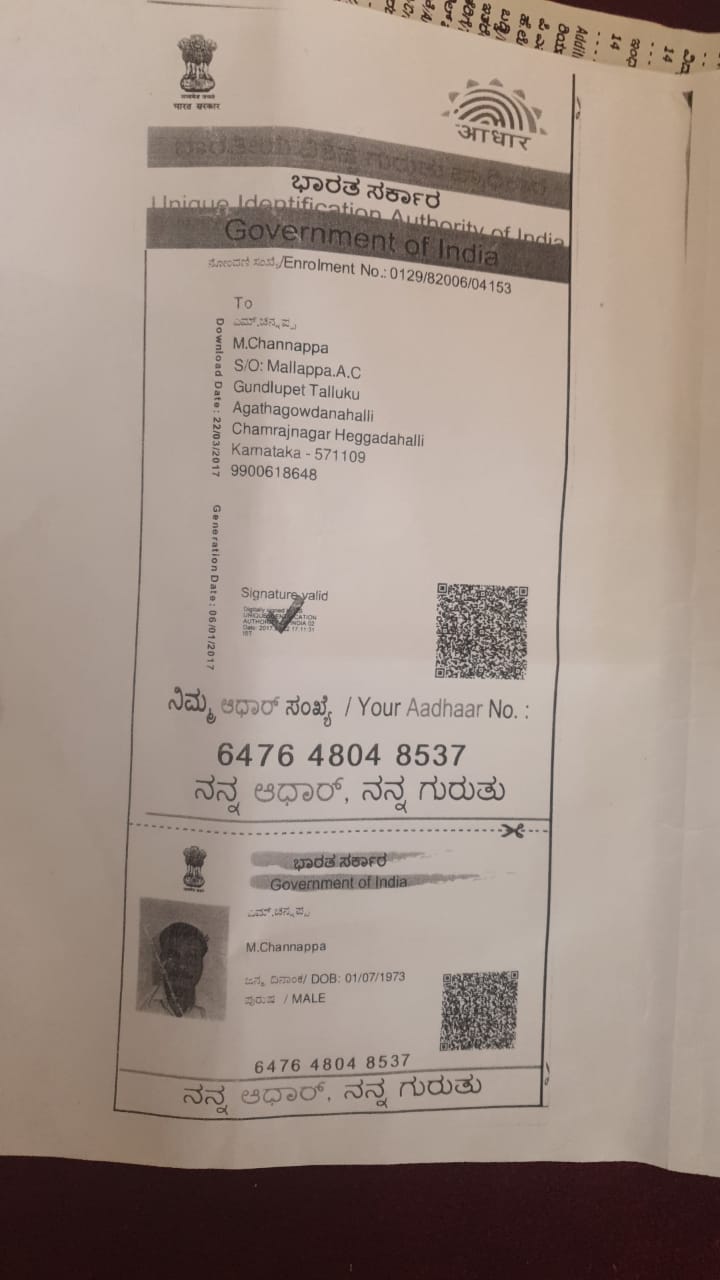 भारत सरकार
आधार
ಭಾರತ ಸರ್ಕಾರ
Unique Identification Authority of India
Government of India
ನೋಂದಣಿ ಸಂಖ್ಯೆ/Enrolment No.: 0129/82006/04153
To
ಎಮ್.ಚನ್ನಪ್ಪ
M.Channappa
S/O: Mallappa.A.C
Gundlupet Talluku
Agathagowdanahalli
Chamrajnagar Heggadahalli
Karnataka - 571109
9900618648
Download Date: 22/03/2017
Generation Date: 06/01/2017
Signature valid
ನಿಮ್ಮ ಆಧಾರ್ ಸಂಖ್ಯೆ / Your Aadhaar No. :
6476 4804 8537
ನನ್ನ ಆಧಾರ್, ನನ್ನ ಗುರುತು
ಭಾರತ ಸರ್ಕಾರ
Government of India
ಎಮ್.ಚನ್ನಪ್ಪ
M.Channappa
ಜನ್ಮ ದಿನಾಂಕ/ DOB: 01/07/1973
ಪುರುಷ / MALE
6476 4804 8537
ನನ್ನ ಆಧಾರ್, ನನ್ನ ಗುರುತು